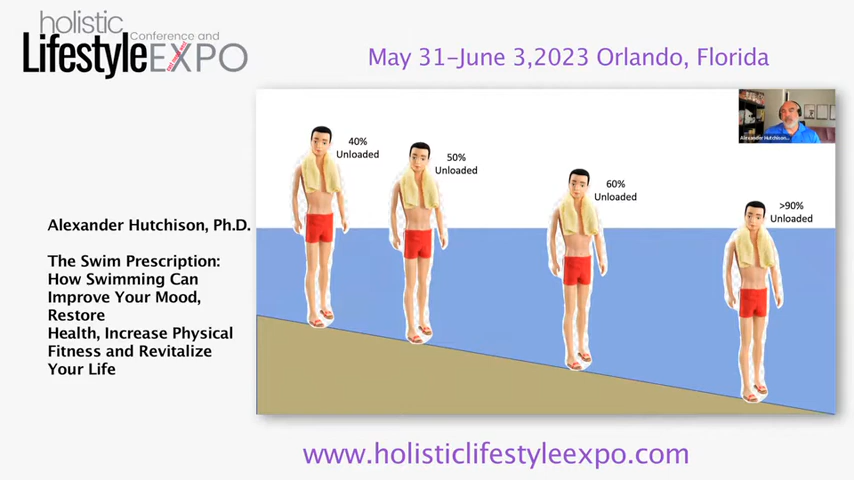 holistic
Conference and
Lifestyle EXPO
May 31-June 3,2023 Orlando, Florida
Alexander Hutchison...
40%
Unloaded
50%
Unloaded
60%
Unloaded
>90%
Unloaded
Alexander Hutchison, Ph.D.
The Swim Prescription:
How Swimming Can
Improve Your Mood,
Restore
Health, Increase Physical
Fitness and Revitalize
Your Life
www.holisticlifestyleexpo.com